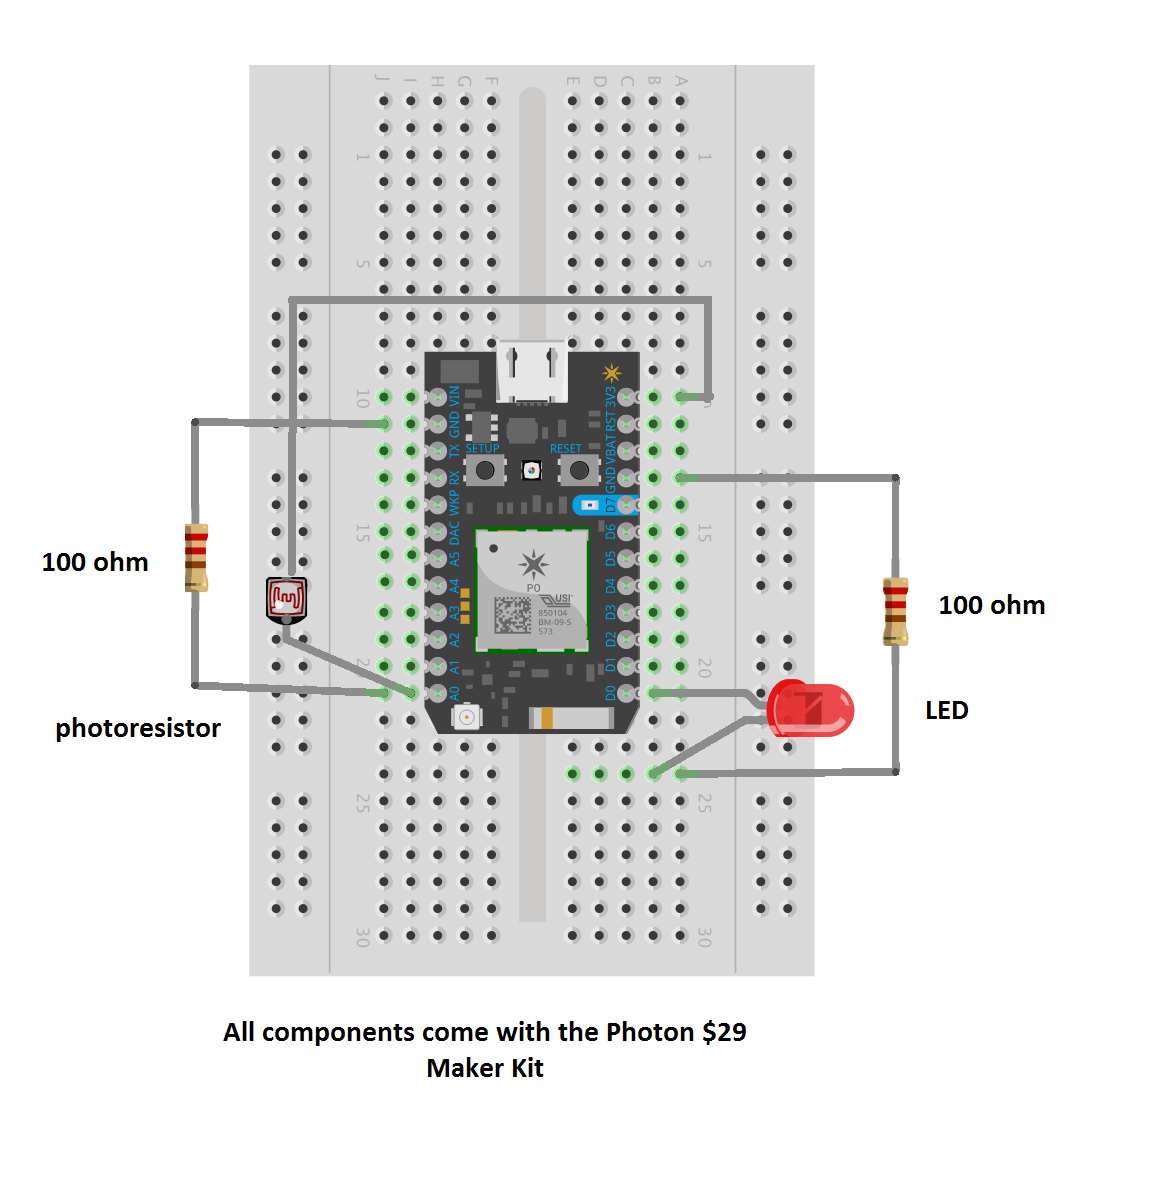 J I H G F E D C B A
1 1
5 5
10
15 15
20 20
25 25
30 30
VIN
GND
TX
RX
WKP
DAC
A5
A4
A3
A2
A1
A0
3V3
RST
VBAT
GND
D7
D6
D5
D4
D3
D2
D1
D0
SETUP RESET
P0
USI
850104
BM-09-S
573
100 ohm
100 ohm
LED
photoresistor
All components come with the Photon $29
Maker Kit